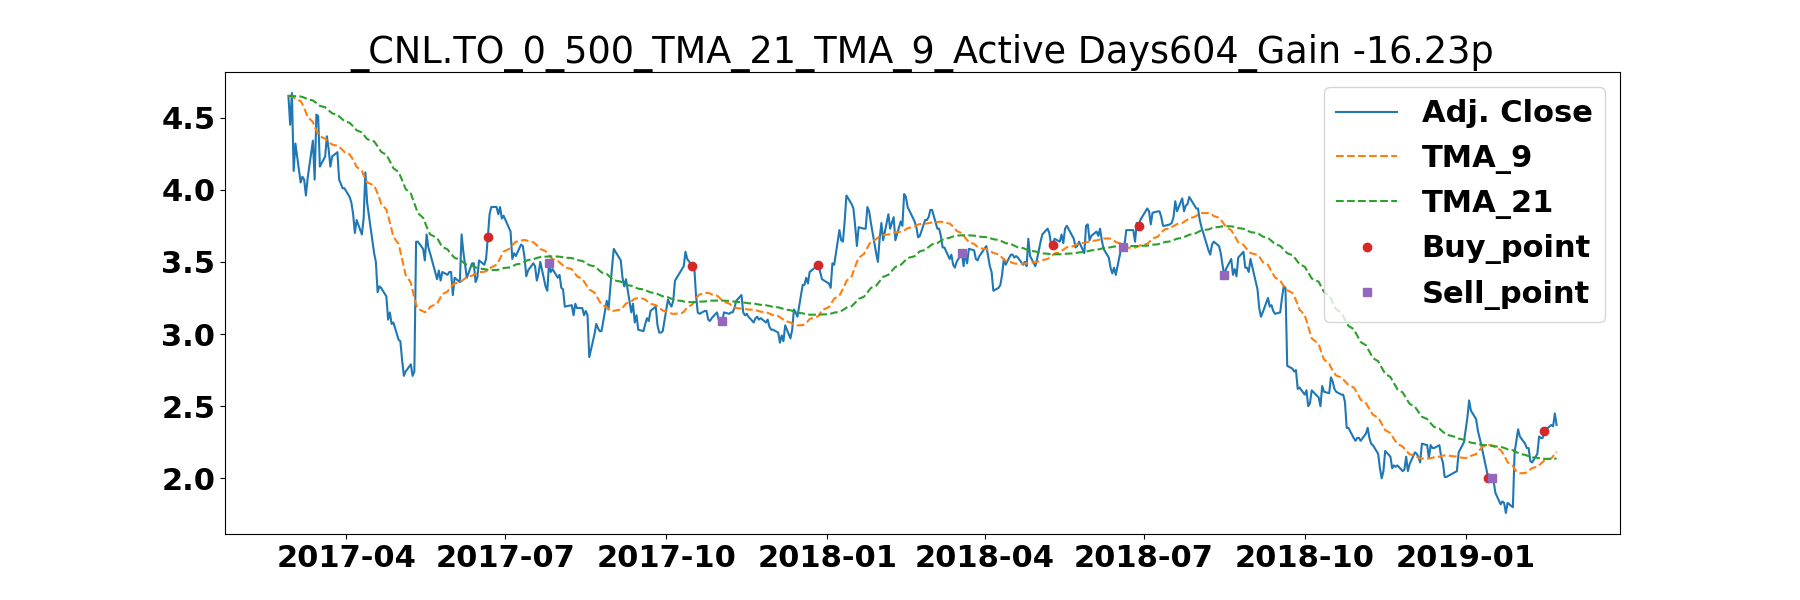 _CNL.TO_0_500_TMA_21_TMA_9_Active Days604_Gain -16.23p
4.5
4.0
3.5
3.0
2.5
2.0
Adj. Close
TMA_9
TMA_21
Buy_point
Sell_point
2017-04 2017-07 2017-10 2018-01 2018-04 2018-07 2018-10 2019-01